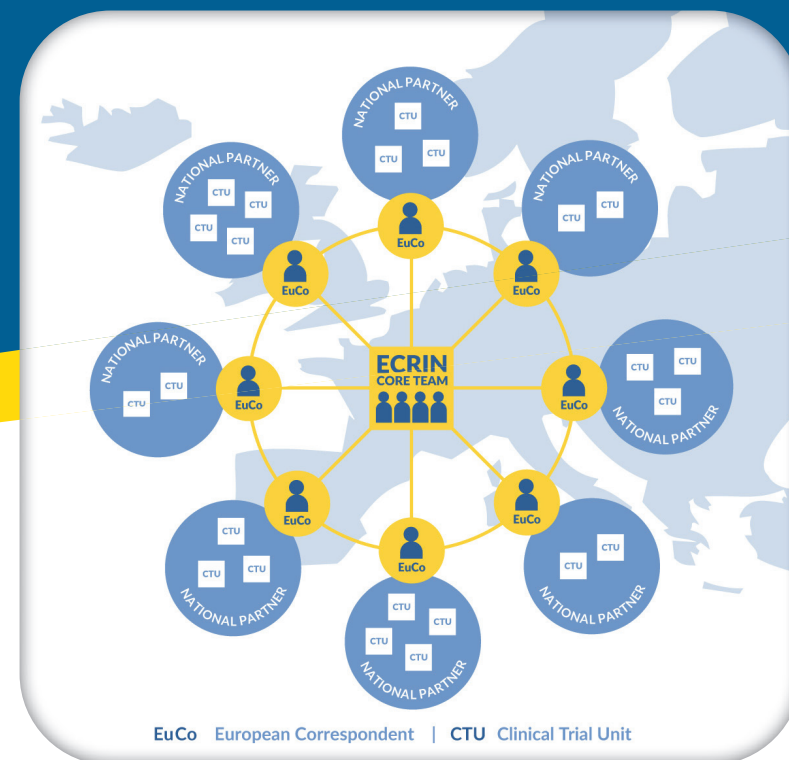 NATIONAL PARTNER
CTU
CTU
CTU
EuCo
NATIONAL PARTNER
CTU
CTU
CTU
CTU
EuCo
NATIONAL PARTNER
CTU
CTU
EuCo
ECRIN
CORE TEAM
NATIONAL PARTNER
CTU
CTU
EuCo
CTU
CTU
CTU
NATIONAL PARTNER
EuCo
CTU
CTU
CTU
NATIONAL PARTNER
EuCo
CTU
CTU
NATIONAL PARTNER
EuCo
EuCo
CTU
CTU
CTU
CTU
NATIONAL PARTNER
EuCo European Correspondent | CTU Clinical Trial Unit